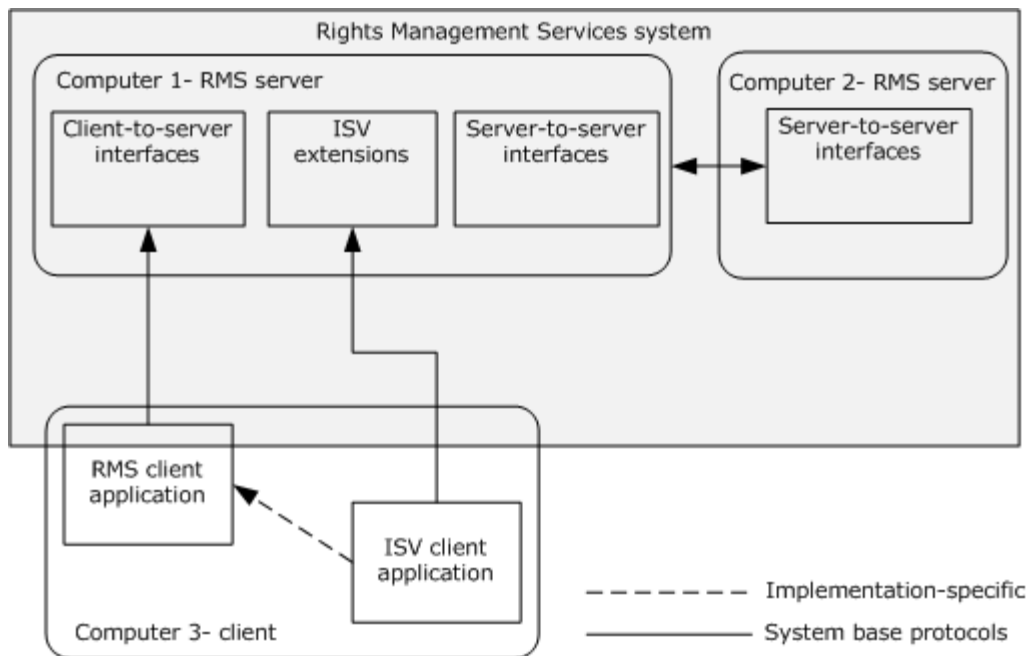 Rights Management Services system
Computer 1- RMS server
Computer 2- RMS server
Client-to-server
interfaces
ISV
extensions
Server-to-server
interfaces
Server-to-server
interfaces
RMS client
application
ISV client
application
Computer 3- client
Implementation-specific
System base protocols